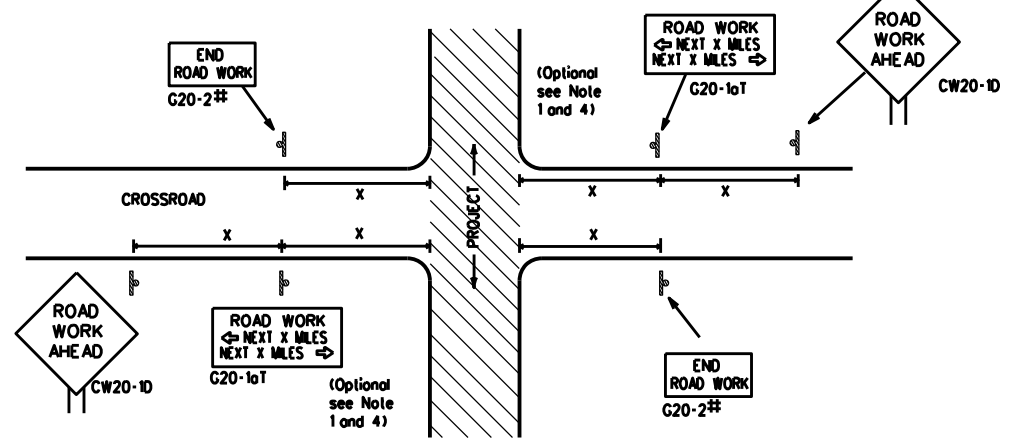 END
ROAD WORK
G20-2#
(Optional
see Note
1 and 4)
ROAD WORK
⇦ NEXT X MILES
NEXT X MILES ⇨
G20-1aT
ROAD
WORK
AHEAD
CW20-1D
CROSSROAD
X
X
X
PROJECT
X
X
X
ROAD
WORK
AHEAD
CW20-1D
ROAD WORK
⇦ NEXT X MILES
NEXT X MILES ⇨
G20-1aT
(Optional
see Note
1 and 4)
END
ROAD WORK
G20-2#